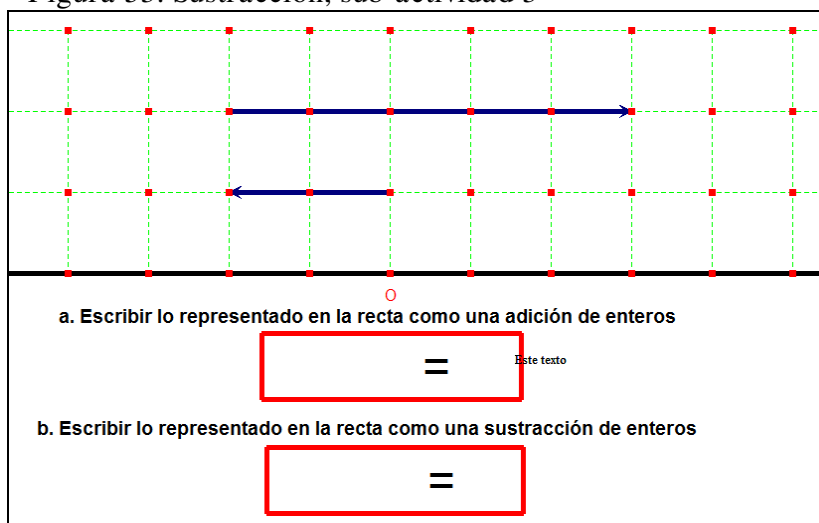 Figura 33. Sustracción, sub-actividad 3
O
a. Escribir lo representado en la recta como una adición de enteros
= Este texto
b. Escribir lo representado en la recta como una sustracción de enteros
=